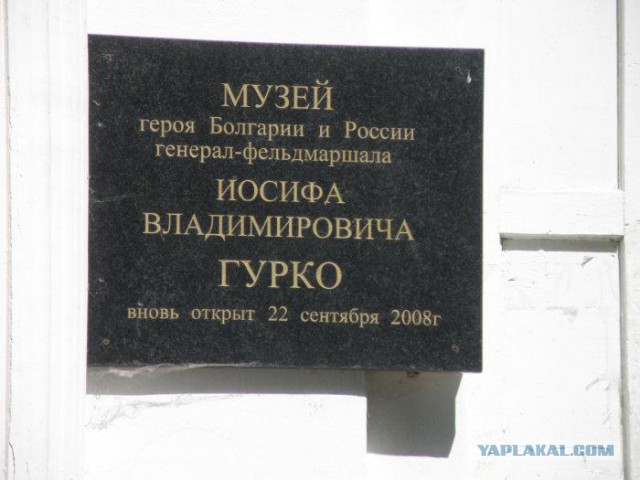 МУЗЕЙ
героя Болгарии и России
генерал-фельдмаршала
ИОСИФА
ВЛАДИМИРОВИЧА
ГУРКО
вновь открыт 22 сентября 2008г
YAPLAKAL.COM